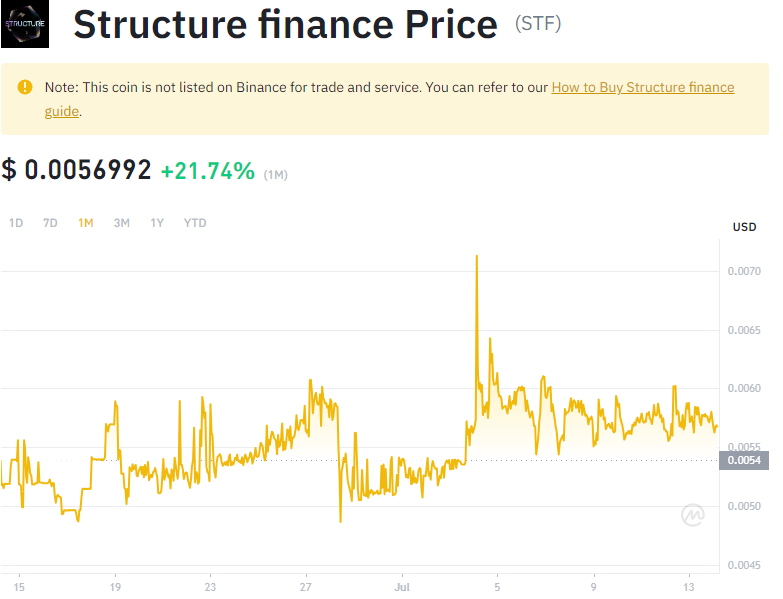 STRUCTURE
Structure finance Price (STF)
Note: This coin is not listed on Binance for trade and service. You can refer to our How to Buy Structure finance
guide.
$ 0.0056992 +21.74% (1M)
1D 7D 1M 3M 1Y YTD
USD
0.0070
0.0065
0.0060
0.0055
0.0054
0.0050
0.0045
15 19 23 27 Jul 5 9 13